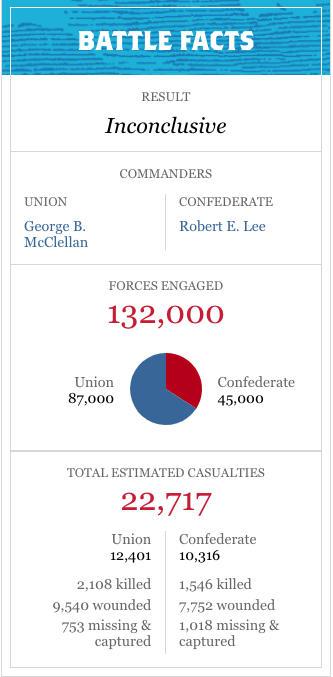 BATTLE FACTS
RESULT
Inconclusive
COMMANDERS
UNION
George B.
McClellan
CONFEDERATE
Robert E. Lee
FORCES ENGAGED
132,000
Union
87,000
Confederate
45,000
TOTAL ESTIMATED CASUALTIES
22,717
Union
12,401
2,108 killed
9,540 wounded
753 missing &
captured
Confederate
10,316
1,546 killed
7,752 wounded
1,018 missing &
captured